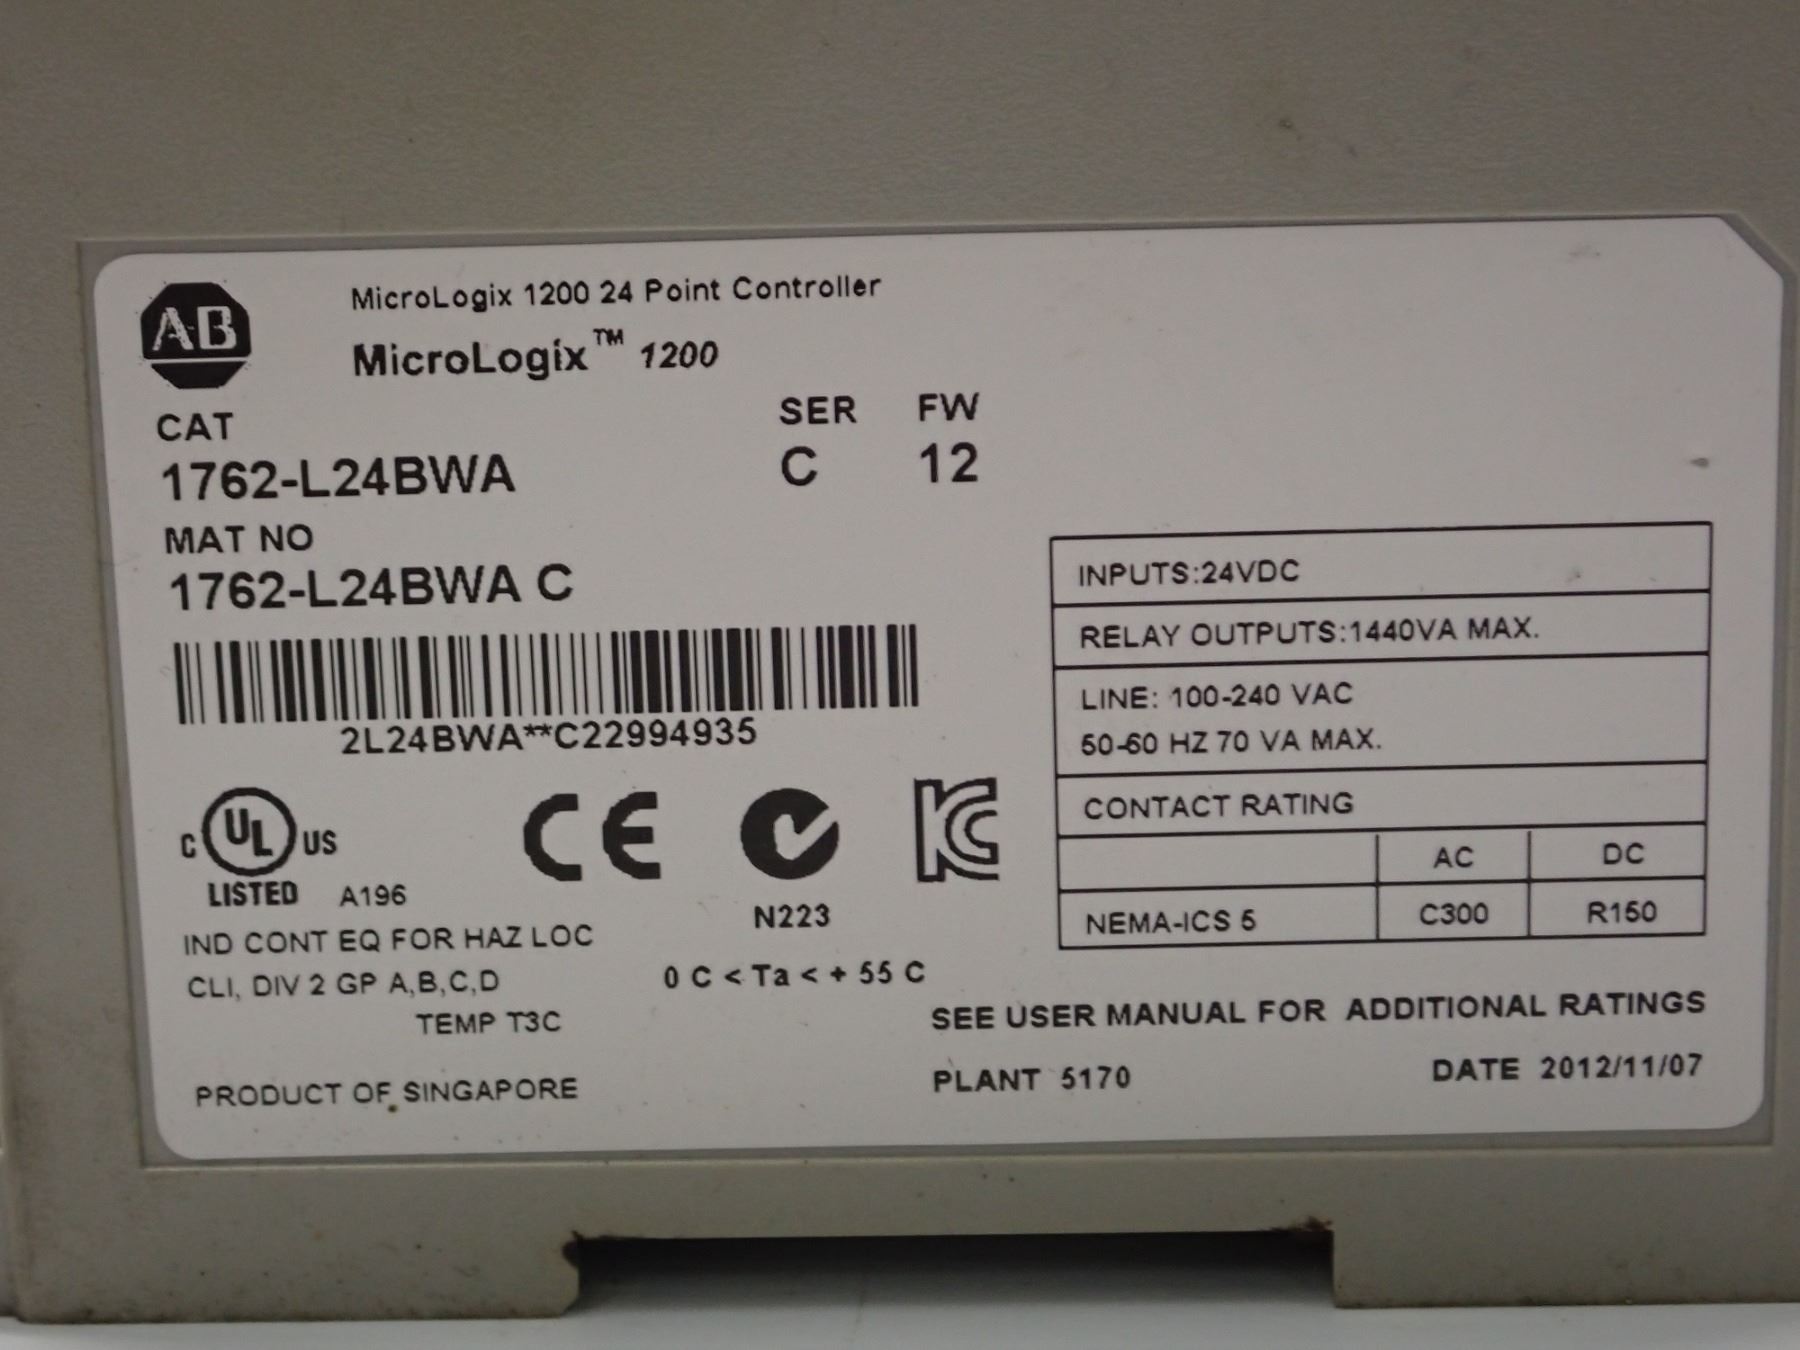 AB
MicroLogix 1200 24 Point Controller
MicroLogix™ 1200
CAT
SER FW
1762-L24BWA
C 12
MAT NO
1762-L24BWA C
2L24BWA**C22994935
C UL US
LISTED A196
CE
N223
IND CONT EQ FOR HAZ LOC
CLI, DIV 2 GP A,B,C,D
TEMP T3C
0 C < Ta < + 55 C
PRODUCT OF SINGAPORE
INPUTS:24VDC
RELAY OUTPUTS:1440VA MAX.
LINE: 100-240 VAC
50-60 HZ 70 VA MAX.
CONTACT RATING
AC DC
NEMA-ICS 5 C300 R150
SEE USER MANUAL FOR ADDITIONAL RATINGS
PLANT 5170 DATE 2012/11/07